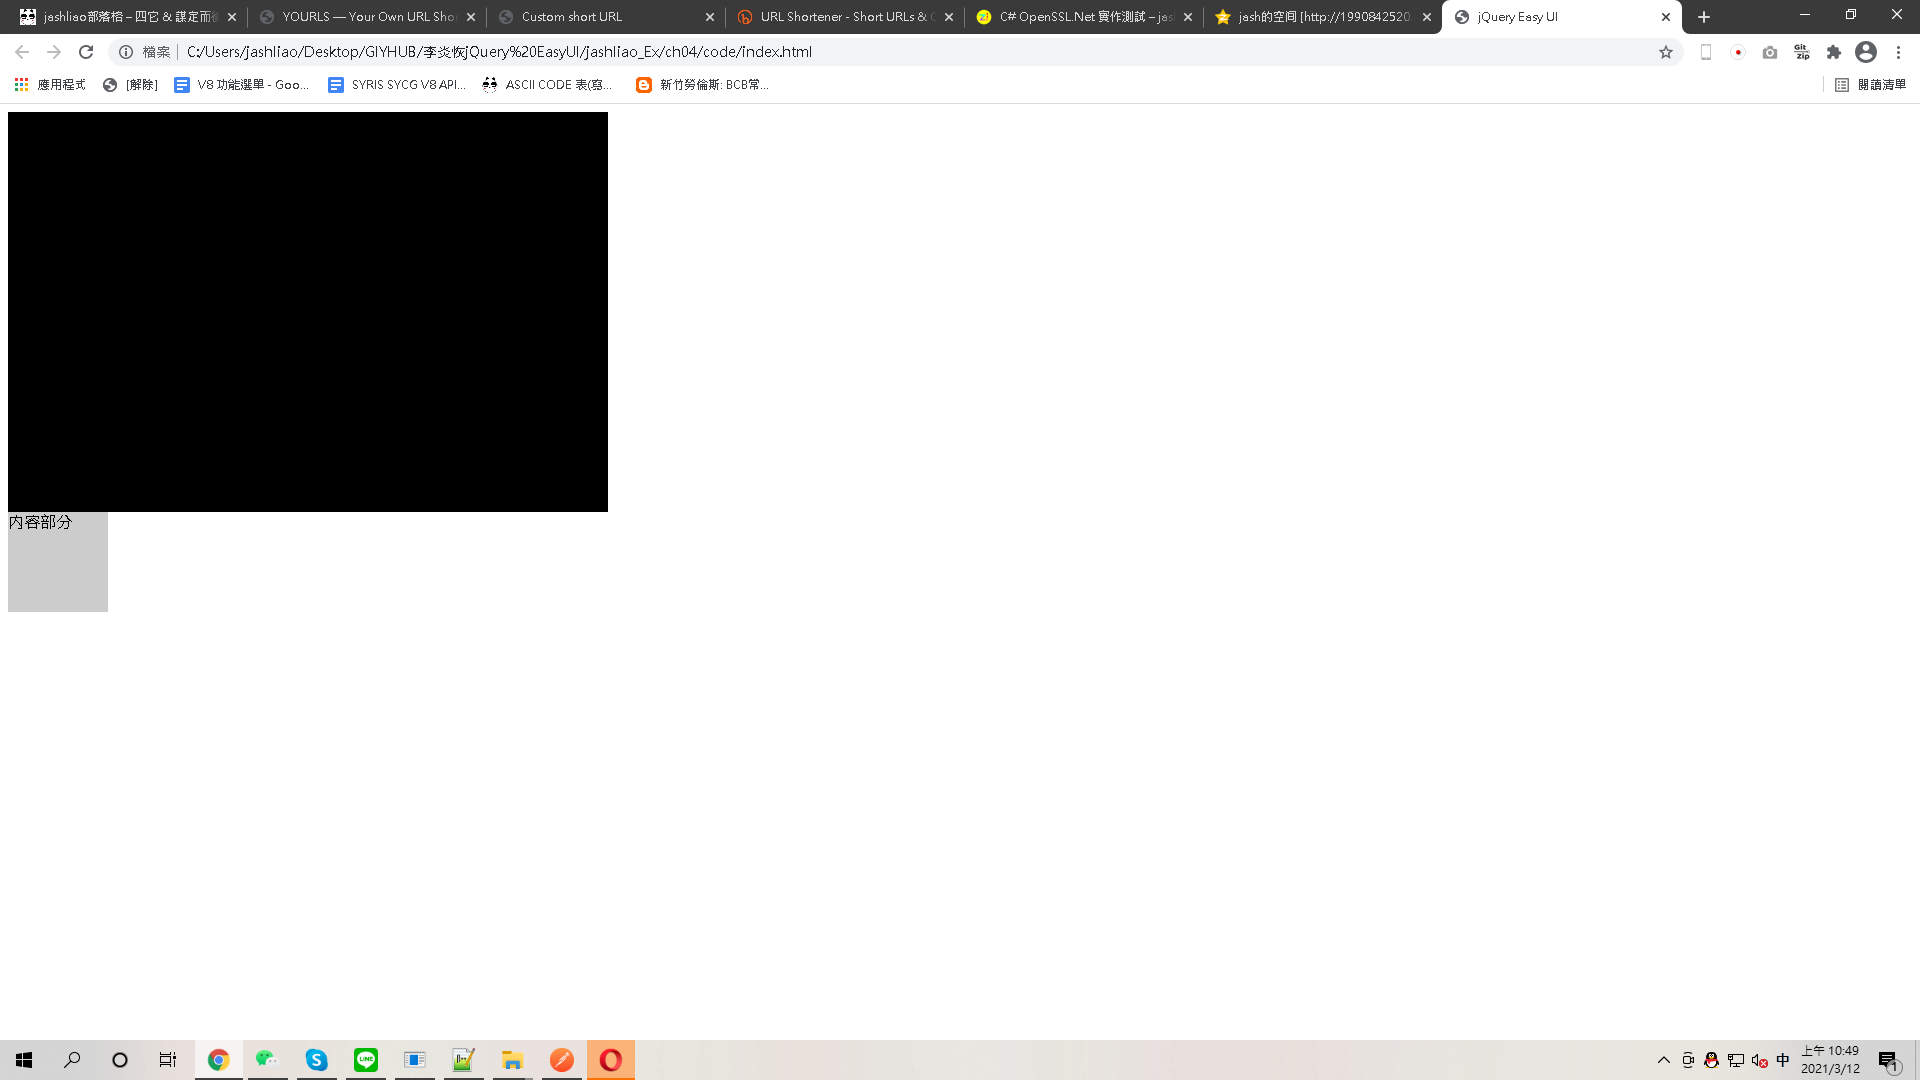 jashliao部落格 – 四它 & 謀定而後
YOURLS — Your Own URL Shor
Custom short URL
URL Shortener - Short URLs & C
C# OpenSSL.Net 實作測試 – jas
jash的空间 [http://1990842520
jQuery Easy UI
檔案
C:/Users/jashliao/Desktop/GIYHUB/李炎恢jQuery%20EasyUI/jashliao_Ex/ch04/code/index.html
Git Zip
應用程式
[解除]
V8 功能選單 - Goo...
SYRIS SYCG V8 API...
ASCII CODE 表(寫...
新竹勞倫斯: BCB常...
閱讀清單
内容部分
LINE
中
上午 10:49
2021/3/12
1